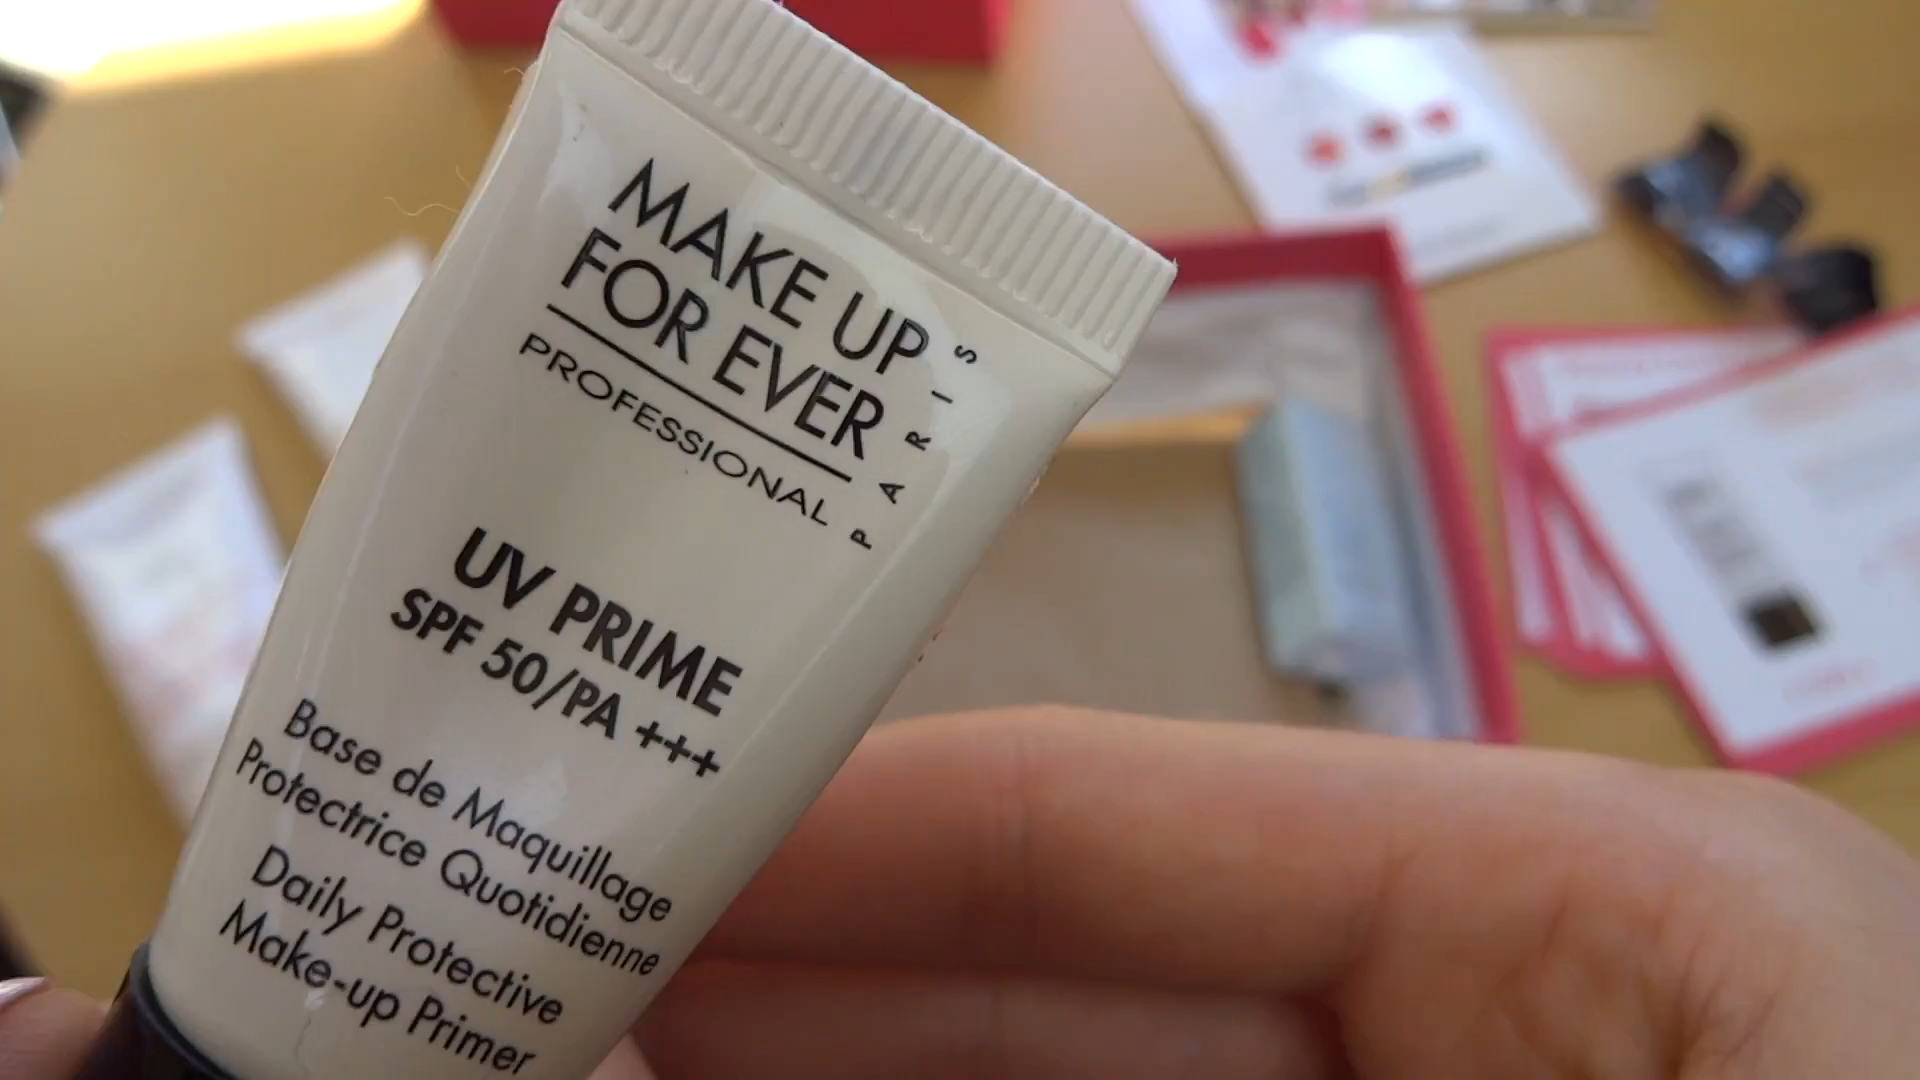 MAKE UP
FOR EVER
PROFESSIONAL
PARIS
UV PRIME
SPF 50/PA +++
Base de Maquillage
Protectrice Quotidienne
Daily Protective
Make-up Primer